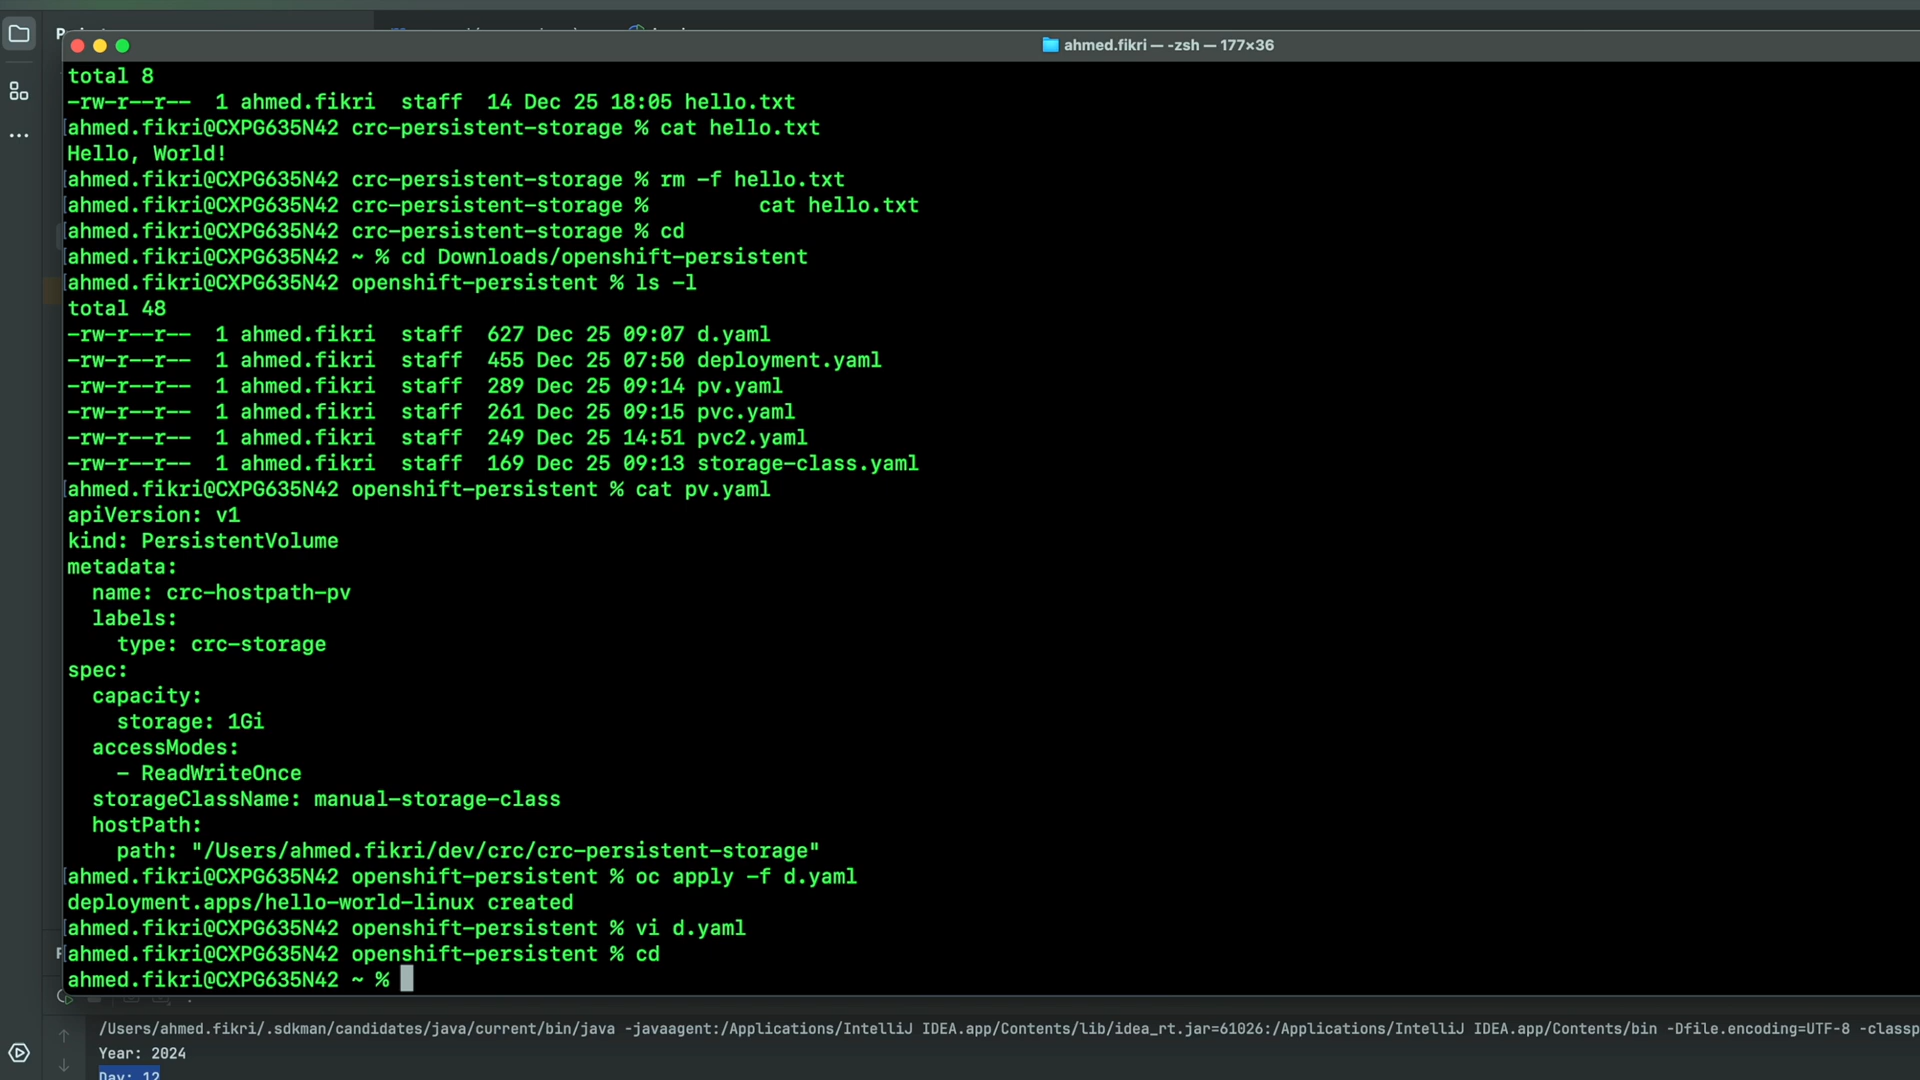 ahmed.fikri — -zsh — 177×36
total 8
-rw-r--r--  1 ahmed.fikri  staff  14 Dec 25 18:05 hello.txt
ahmed.fikri@CXPG635N42 crc-persistent-storage % cat hello.txt
Hello, World!
ahmed.fikri@CXPG635N42 crc-persistent-storage % rm -f hello.txt
ahmed.fikri@CXPG635N42 crc-persistent-storage %         cat hello.txt
ahmed.fikri@CXPG635N42 crc-persistent-storage % cd
ahmed.fikri@CXPG635N42 ~ % cd Downloads/openshift-persistent
ahmed.fikri@CXPG635N42 openshift-persistent % ls -l
total 48
-rw-r--r--  1 ahmed.fikri  staff  627 Dec 25 09:07 d.yaml
-rw-r--r--  1 ahmed.fikri  staff  455 Dec 25 07:50 deployment.yaml
-rw-r--r--  1 ahmed.fikri  staff  289 Dec 25 09:14 pv.yaml
-rw-r--r--  1 ahmed.fikri  staff  261 Dec 25 09:15 pvc.yaml
-rw-r--r--  1 ahmed.fikri  staff  249 Dec 25 14:51 pvc2.yaml
-rw-r--r--  1 ahmed.fikri  staff  169 Dec 25 09:13 storage-class.yaml
ahmed.fikri@CXPG635N42 openshift-persistent % cat pv.yaml
apiVersion: v1
kind: PersistentVolume
metadata:
  name: crc-hostpath-pv
  labels:
    type: crc-storage
spec:
  capacity:
    storage: 1Gi
  accessModes:
    - ReadWriteOnce
  storageClassName: manual-storage-class
  hostPath:
    path: "/Users/ahmed.fikri/dev/crc/crc-persistent-storage"
ahmed.fikri@CXPG635N42 openshift-persistent % oc apply -f d.yaml
deployment.apps/hello-world-linux created
ahmed.fikri@CXPG635N42 openshift-persistent % vi d.yaml
ahmed.fikri@CXPG635N42 openshift-persistent % cd
ahmed.fikri@CXPG635N42 ~ %
/Users/ahmed.fikri/.sdkman/candidates/java/current/bin/java -javaagent:/Applications/IntelliJ IDEA.app/Contents/lib/idea_rt.jar=61026:/Applications/IntelliJ IDEA.app/Contents/bin -Dfile.encoding=UTF-8 -classp
Year: 2024
Day: 12